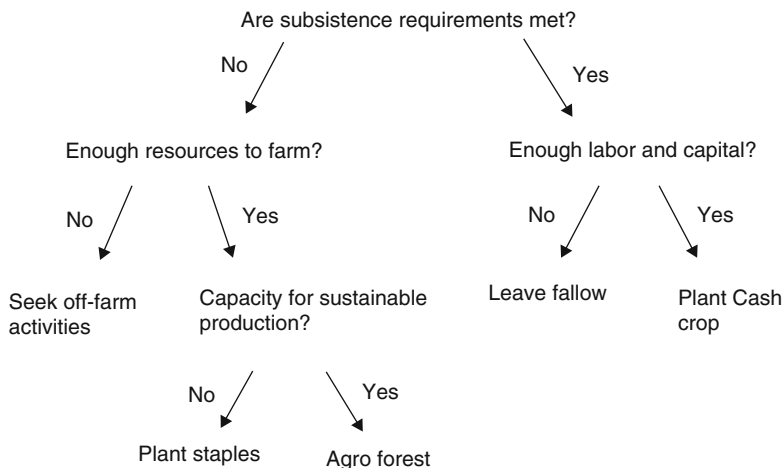 Are subsistence requirements met?
No
Yes
Enough resources to farm?
Enough labor and capital?
No
Yes
No
Yes
Seek off-farm
activities
Capacity for sustainable
production?
Leave fallow
Plant Cash
crop
No
Yes
Plant staples
Agro forest